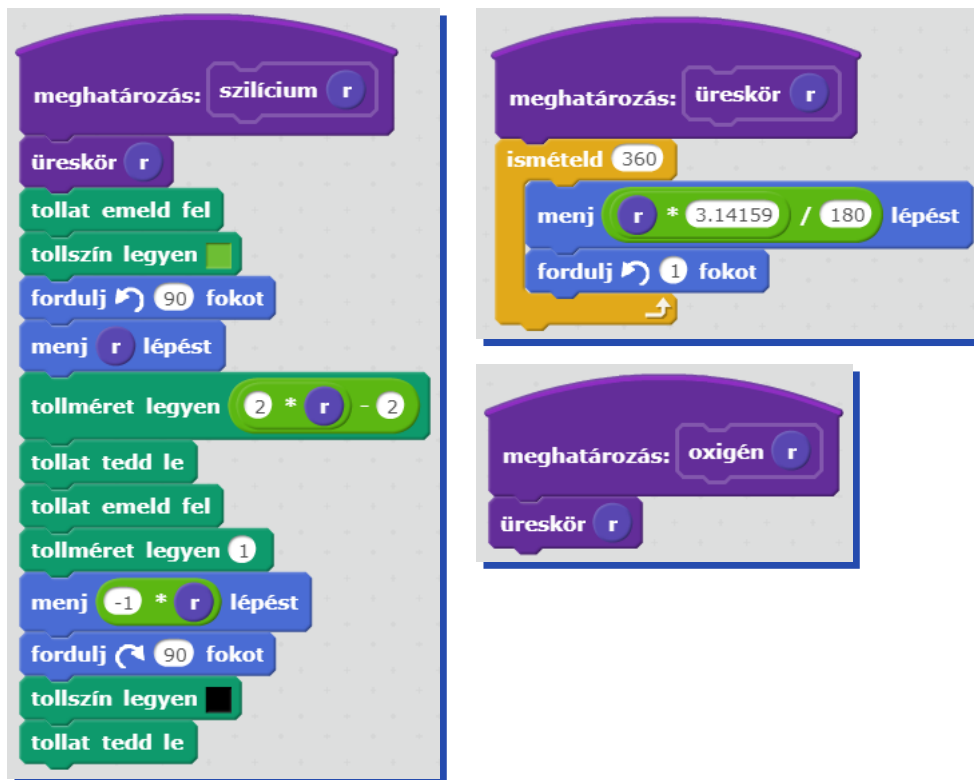 meghatározás: szilícium r
üreskör r
tollat emeld fel
tollszín legyen
fordulj 90 fokot
menj r lépést
tollméret legyen 2 * r - 2
tollat tedd le
tollat emeld fel
tollméret legyen 1
menj -1 * r lépést
fordulj 90 fokot
tollszín legyen
tollat tedd le
meghatározás: üreskör r
ismételd 360
menj r * 3.14159 / 180 lépést
fordulj 1 fokot
meghatározás: oxigén r
üreskör r